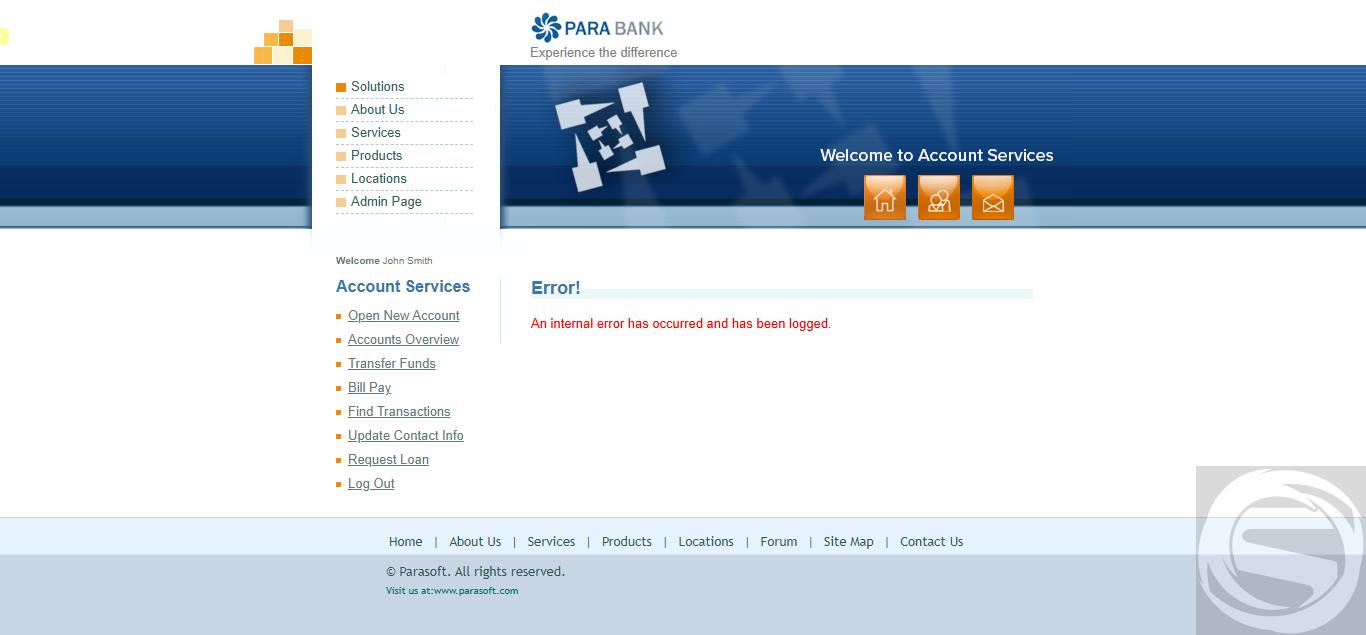 PARA BANK
Experience the difference
Solutions
About Us
Services
Products
Locations
Admin Page
Welcome to Account Services
Welcome John Smith
Account Services
Open New Account
Accounts Overview
Transfer Funds
Bill Pay
Find Transactions
Update Contact Info
Request Loan
Log Out
Error!
An internal error has occurred and has been logged.
Home | About Us | Services | Products | Locations | Forum | Site Map | Contact Us
© Parasoft. All rights reserved.
Visit us at:www.parasoft.com